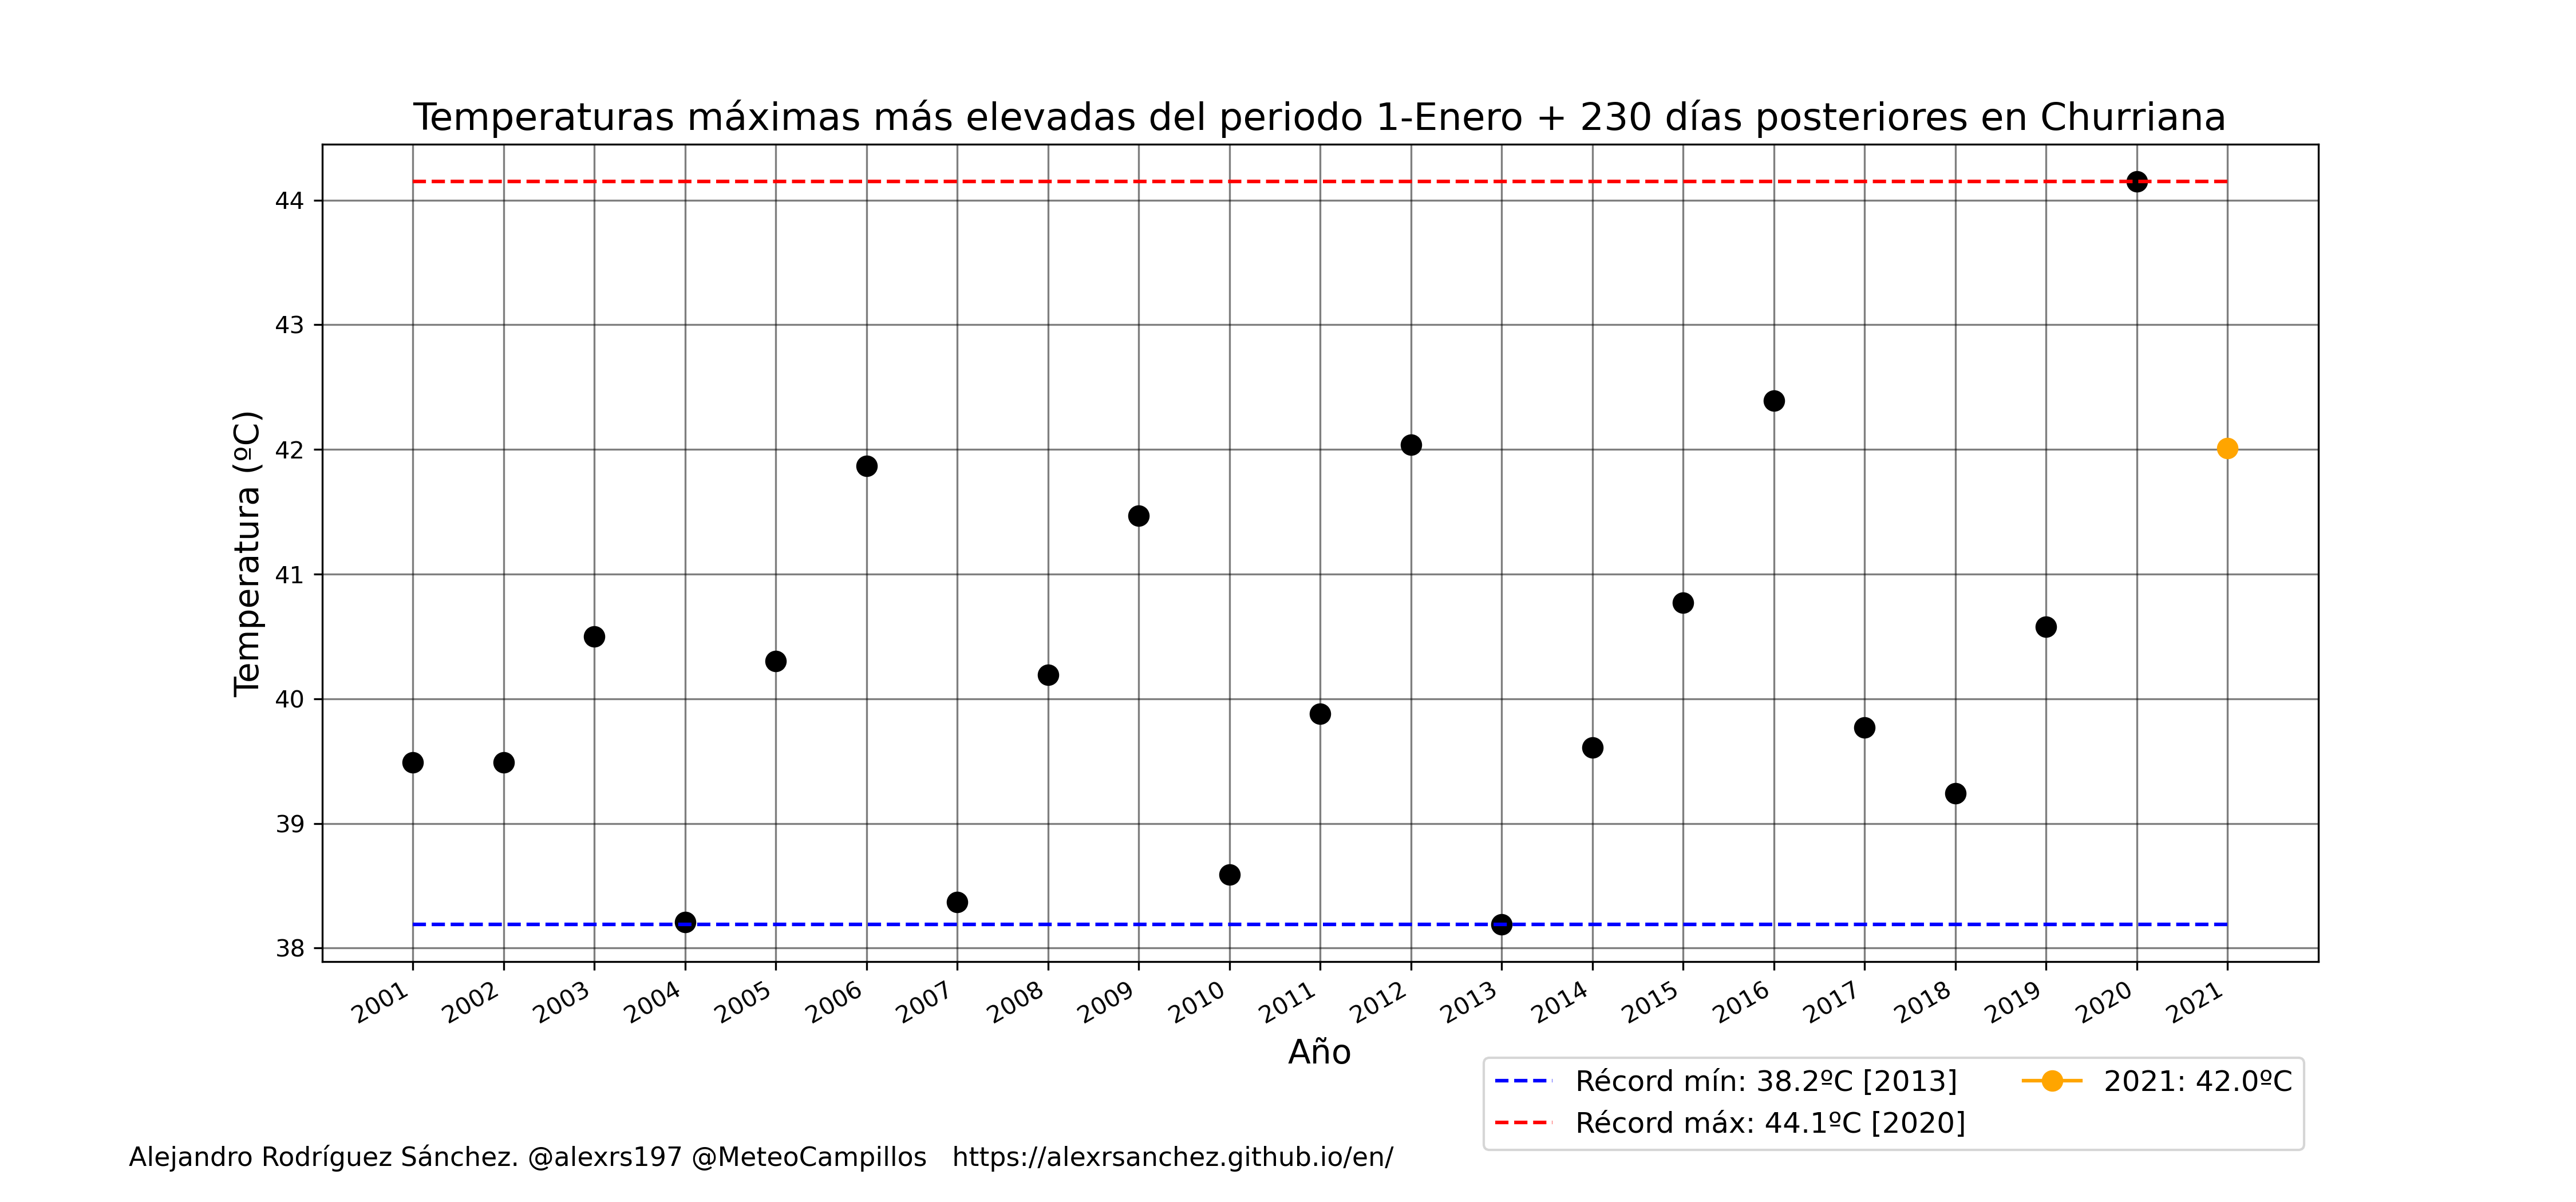 Temperaturas máximas más elevadas del periodo 1-Enero + 230 días posteriores en Churriana
Temperatura (ºC)
44
43
42
41
40
39
38
2001 2002 2003 2004 2005 2006 2007 2008 2009 2010 2011 2012 2013 2014 2015 2016 2017 2018 2019 2020 2021
Año
Récord mín: 38.2ºC [2013]
Récord máx: 44.1ºC [2020]
2021: 42.0ºC
Alejandro Rodríguez Sánchez. @alexrs197 @MeteoCampillos https://alexrsanchez.github.io/en/